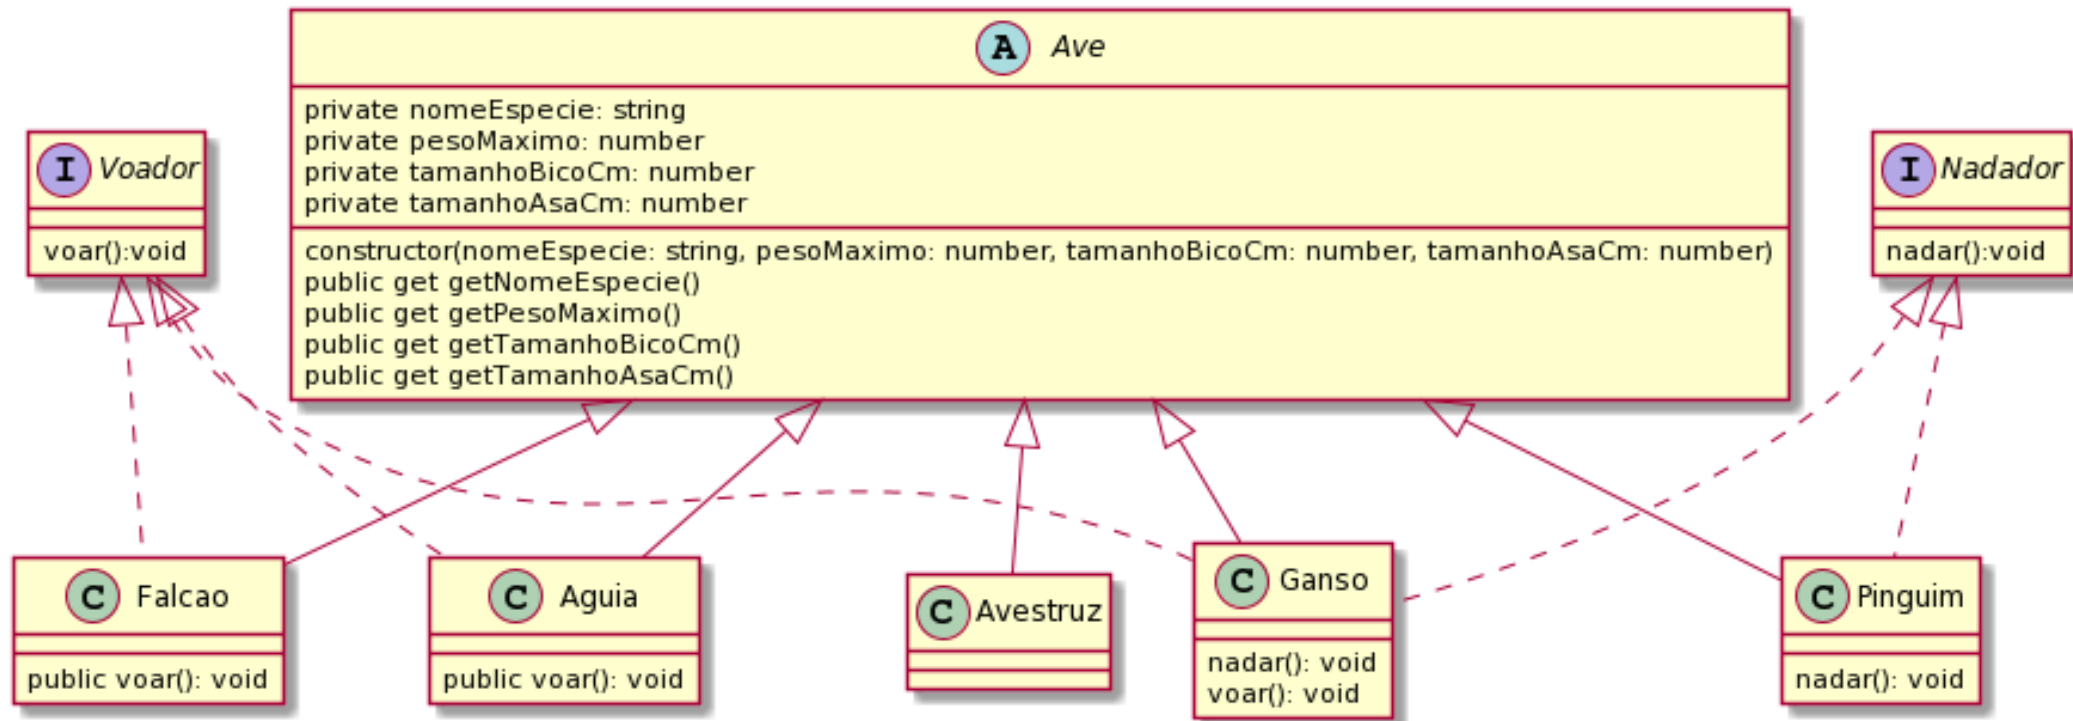 A Ave
private nomeEspecie: string
private pesoMaximo: number
private tamanhoBicoCm: number
private tamanhoAsaCm: number
constructor(nomeEspecie: string, pesoMaximo: number, tamanhoBicoCm: number, tamanhoAsaCm: number)
public get getNomeEspecie()
public get getPesoMaximo()
public get getTamanhoBicoCm()
public get getTamanhoAsaCm()
I Voador
voar():void
I Nadador
nadar():void
C Falcao
public voar(): void
C Aguia
public voar(): void
C Avestruz
C Ganso
nadar(): void
voar(): void
C Pinguim
nadar(): void